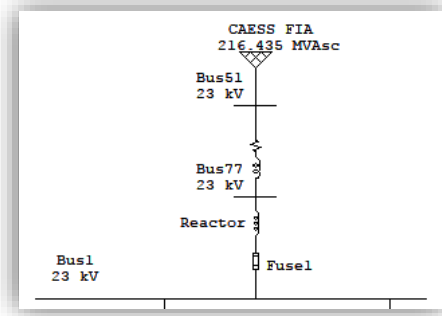 CAESS FIA
216.435 MVAsc
Bus51
23 kV
Bus77
23 kV
Reactor
Fuse1
Bus1
23 kV